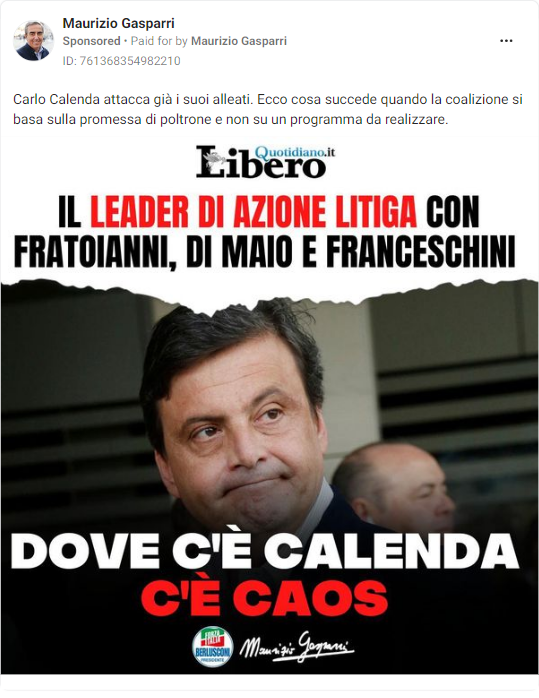 Maurizio Gasparri
Sponsored • Paid for by Maurizio Gasparri
ID: 761368354982210
Carlo Calenda attacca già i suoi alleati. Ecco cosa succede quando la coalizione si
basa sulla promessa di poltrone e non su un programma da realizzare.
Libero
Quotidiano.it
IL LEADER DI AZIONE LITIGA CON
FRATOIANNI, DI MAIO E FRANCESCHINI
DOVE C'È CALENDA
C'È CAOS
FORZA
ITALIA
BERLUSCONI
PRESIDENTE
Maurizio Gasparri